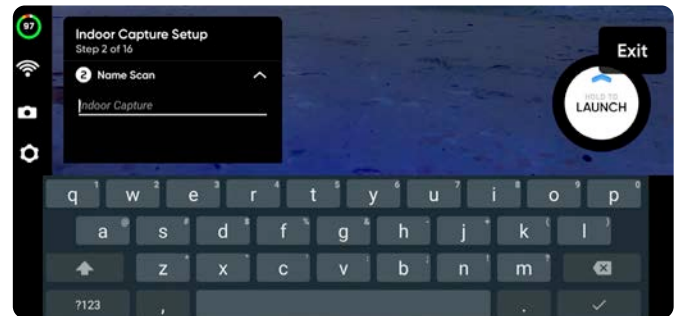 97
Indoor Capture Setup
Step 2 of 16
2 Name Scan
Indoor Capture
Exit
HOLD TO
LAUNCH
1 2 3 4 5 6 7 8 9 0
q w e r t y u i o p
@ # $ % & - + ( )
a s d f g h j k l
* " ' : ; ! ?
z x c v b n m
?123 , .